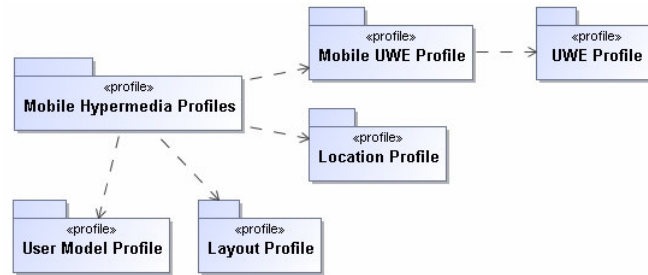 «profile»
Mobile UWE Profile
«profile»
UWE Profile
«profile»
Mobile Hypermedia Profiles
«profile»
Location Profile
«profile»
User Model Profile
«profile»
Layout Profile